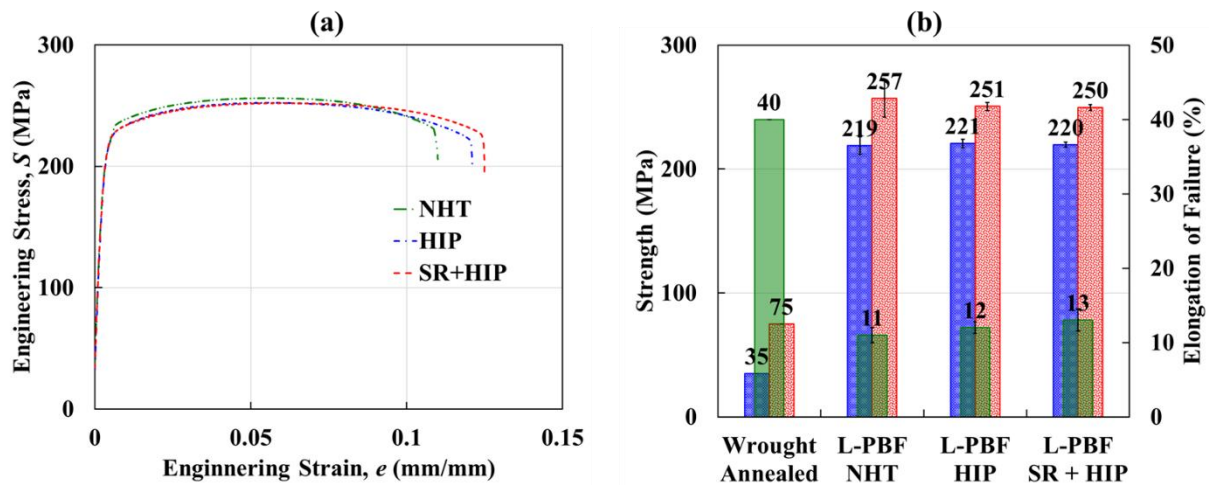 (a)
300
200
100
0
Engineering Stress, S (MPa)
NHT
HIP
SR+HIP
0
0.05
0.1
0.15
Enginnering Strain, e (mm/mm)
(b)
300
200
100
0
Strength (MPa)
40
35
75
219
257
11
221
251
12
220
250
13
50
40
30
20
10
0
Elongation of Failure (%)
Wrought
Annealed
L-PBF
NHT
L-PBF
HIP
L-PBF
SR + HIP